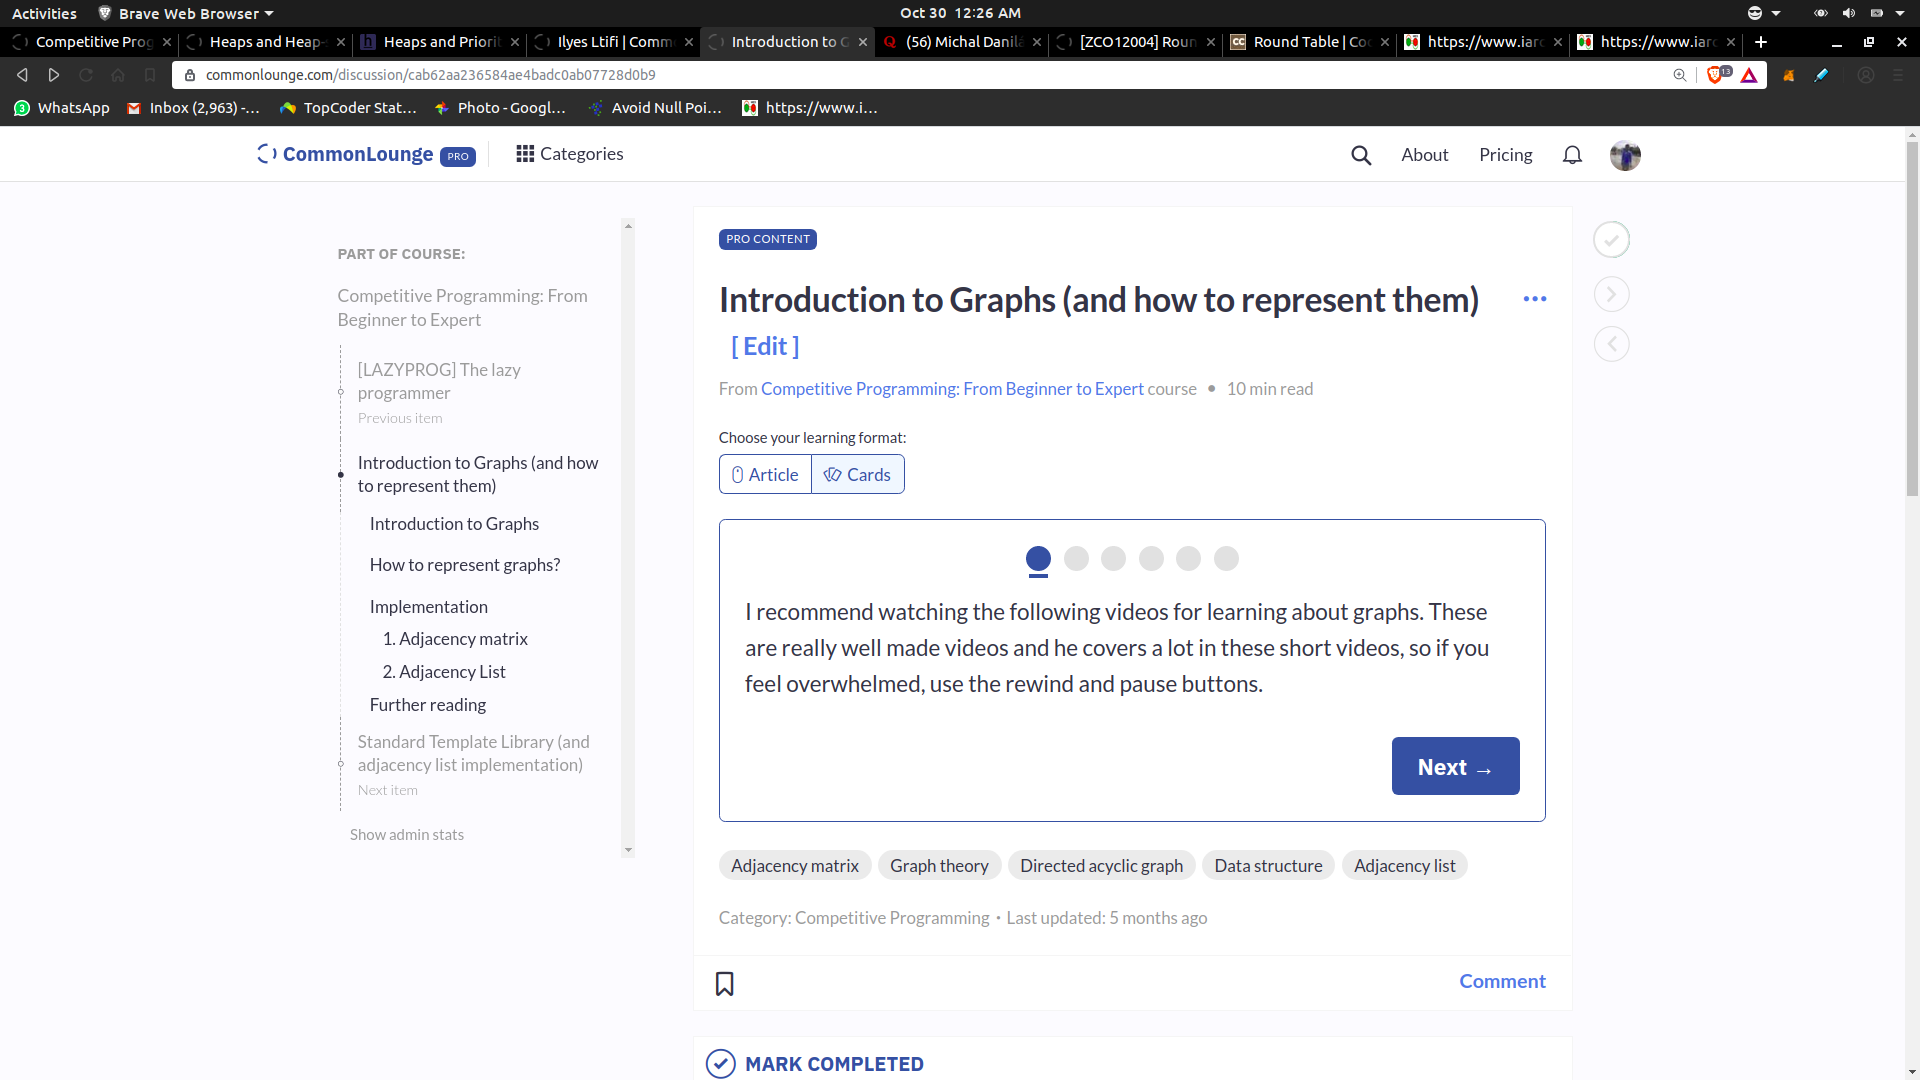 Activities Brave Web Browser Oct 30 12:26 AM
Competitive Prog Heaps and Heap- Heaps and Priorit Ilyes Ltifi | Comm Introduction to G (56) Michal Danila [ZCO12004] Roun Round Table | Co https://www.iarc https://www.iarc
commonlounge.com/discussion/cab62aa236584ae4badc0ab07728d0b9 13
WhatsApp Inbox (2,963) -... TopCoder Stat... Photo - Googl... Avoid Null Poi... https://www.i...
CommonLounge PRO Categories About Pricing
PART OF COURSE:
Competitive Programming: From
Beginner to Expert
[LAZYPROG] The lazy
programmer
Previous item
Introduction to Graphs (and how
to represent them)
Introduction to Graphs
How to represent graphs?
Implementation
1. Adjacency matrix
2. Adjacency List
Further reading
Standard Template Library (and
adjacency list implementation)
Next item
Show admin stats
PRO CONTENT
Introduction to Graphs (and how to represent them)
[ Edit ]
From Competitive Programming: From Beginner to Expert course • 10 min read
Choose your learning format:
Article Cards
I recommend watching the following videos for learning about graphs. These
are really well made videos and he covers a lot in these short videos, so if you
feel overwhelmed, use the rewind and pause buttons.
Next →
Adjacency matrix Graph theory Directed acyclic graph Data structure Adjacency list
Category: Competitive Programming • Last updated: 5 months ago
Comment
MARK COMPLETED